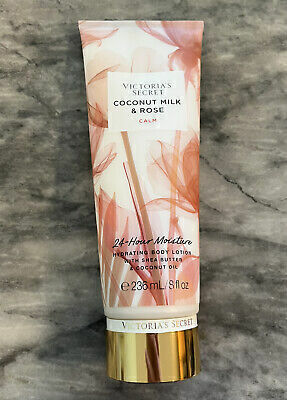 VICTORIA'S
SECRET
COCONUT MILK
& ROSE
CALM
24-Hour Moisture
HYDRATING BODY LOTION
WITH SHEA BUTTER
& COCONUT OIL
℮ 236 mL/8 fl oz
VICTORIA'S SECRET